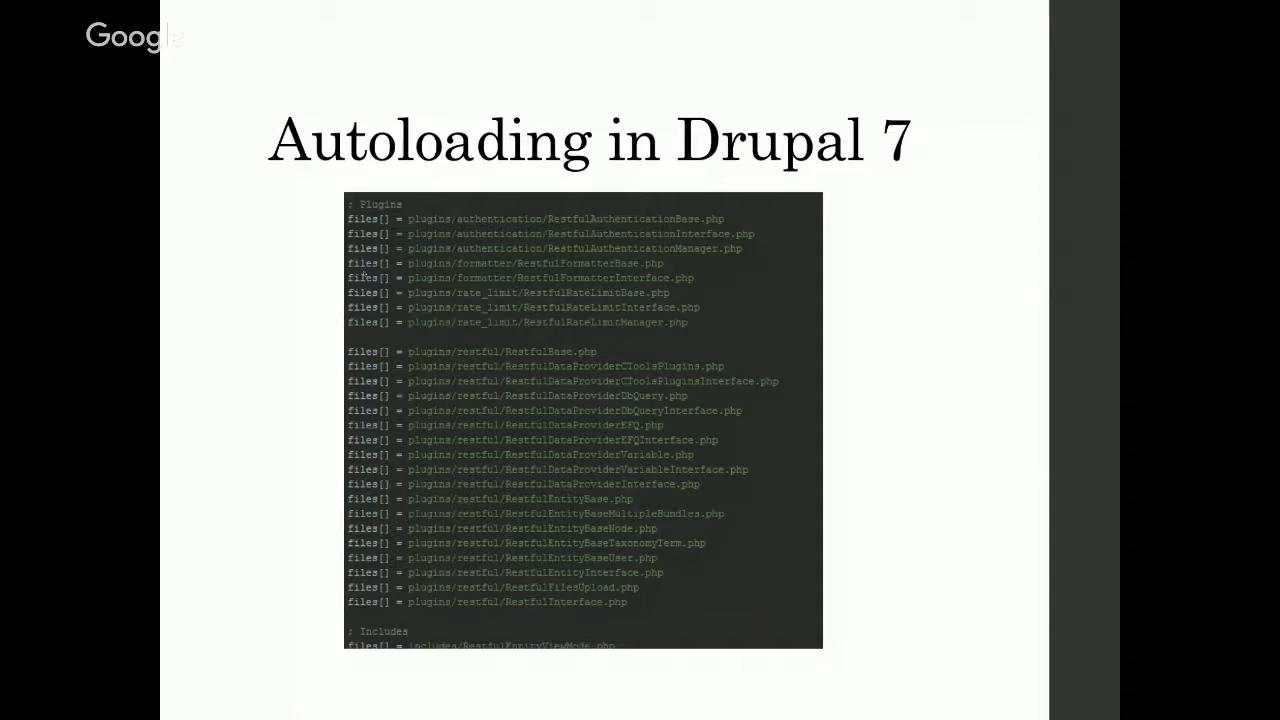 Google
Autoloading in Drupal 7
; Plugins
files[] = plugins/authentication/RestfulAuthenticationBase.php
files[] = plugins/authentication/RestfulAuthenticationInterface.php
files[] = plugins/authentication/RestfulAuthenticationManager.php
files[] = plugins/formatter/RestfulFormatterBase.php
files[] = plugins/formatter/RestfulFormatterInterface.php
files[] = plugins/rate_limit/RestfulRateLimitBase.php
files[] = plugins/rate_limit/RestfulRateLimitInterface.php
files[] = plugins/rate_limit/RestfulRateLimitManager.php
files[] = plugins/restful/RestfulBase.php
files[] = plugins/restful/RestfulDataProviderCToolsPlugins.php
files[] = plugins/restful/RestfulDataProviderCToolsPluginsInterface.php
files[] = plugins/restful/RestfulDataProviderDbQuery.php
files[] = plugins/restful/RestfulDataProviderDbQueryInterface.php
files[] = plugins/restful/RestfulDataProviderEFQ.php
files[] = plugins/restful/RestfulDataProviderEFQInterface.php
files[] = plugins/restful/RestfulDataProviderVariable.php
files[] = plugins/restful/RestfulDataProviderVariableInterface.php
files[] = plugins/restful/RestfulDataProviderInterface.php
files[] = plugins/restful/RestfulEntityBase.php
files[] = plugins/restful/RestfulEntityBaseMultipleBundles.php
files[] = plugins/restful/RestfulEntityBaseNode.php
files[] = plugins/restful/RestfulEntityBaseTaxonomyTerm.php
files[] = plugins/restful/RestfulEntityBaseUser.php
files[] = plugins/restful/RestfulEntityInterface.php
files[] = plugins/restful/RestfulFilesUpload.php
files[] = plugins/restful/RestfulInterface.php
; Includes
files[] = includes/RestfulEntityViewMode.php